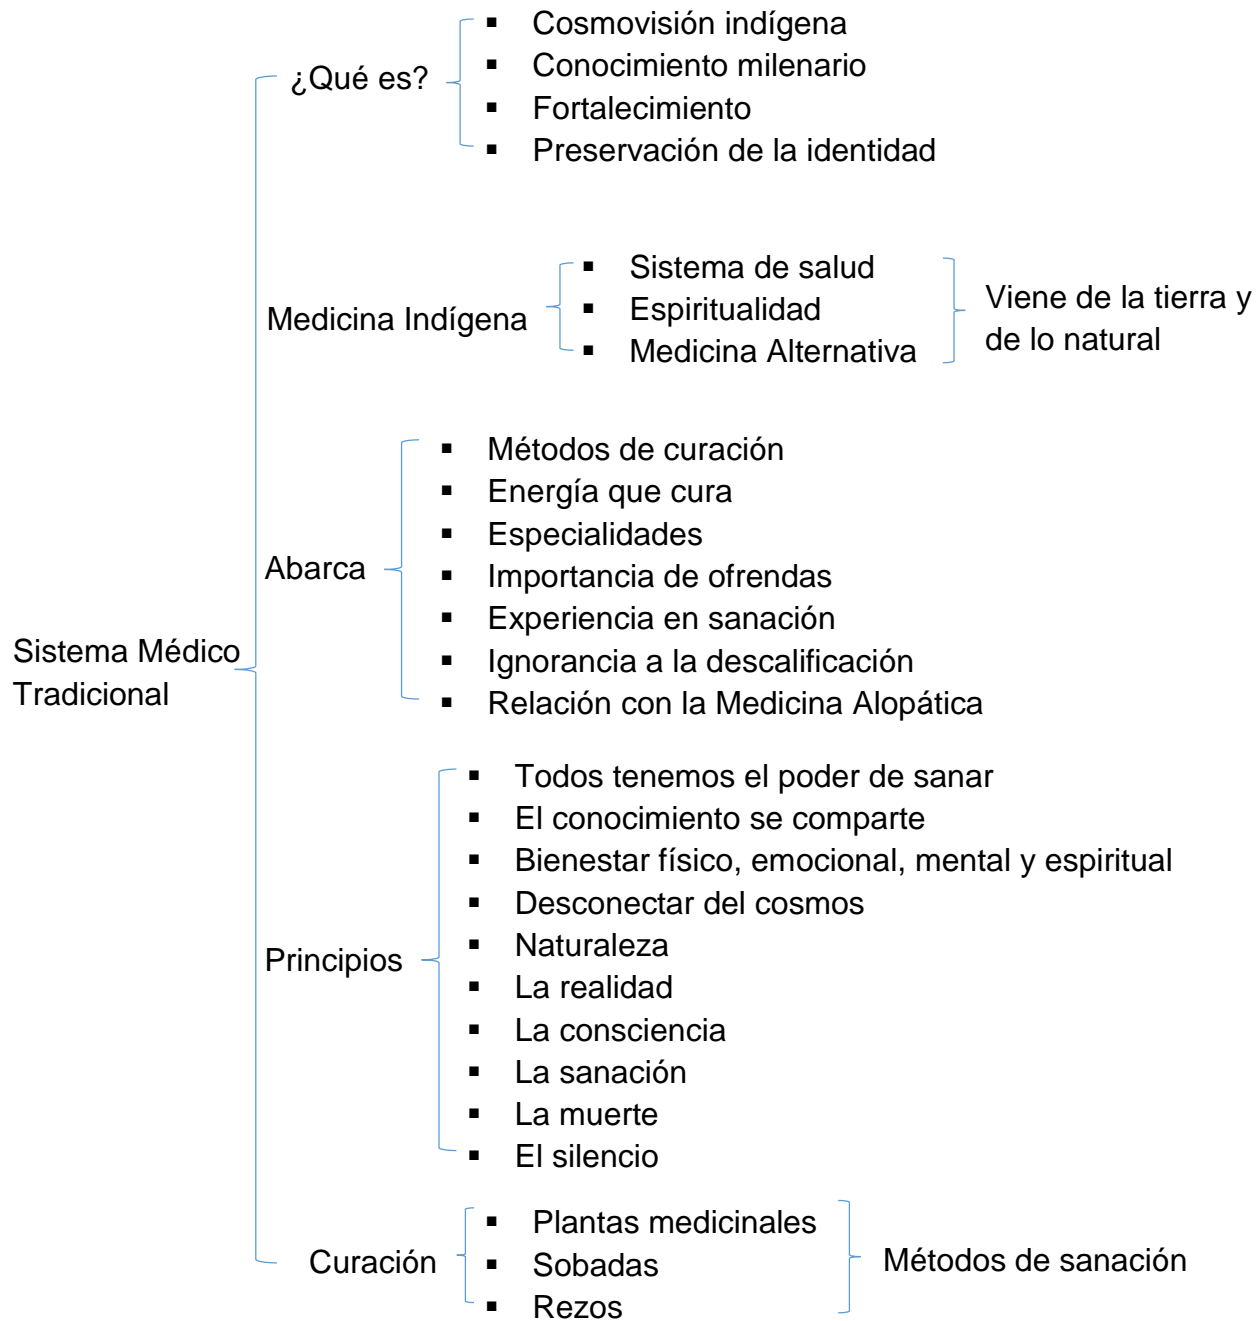 ¿Qué es?
▪ Cosmovisión indígena
▪ Conocimiento milenario
▪ Fortalecimiento
▪ Preservación de la identidad
Medicina Indígena
▪ Sistema de salud
▪ Espiritualidad
▪ Medicina Alternativa
Viene de la tierra y
de lo natural
Abarca
▪ Métodos de curación
▪ Energía que cura
▪ Especialidades
▪ Importancia de ofrendas
▪ Experiencia en sanación
▪ Ignorancia a la descalificación
▪ Relación con la Medicina Alopática
Sistema Médico
Tradicional
Principios
▪ Todos tenemos el poder de sanar
▪ El conocimiento se comparte
▪ Bienestar físico, emocional, mental y espiritual
▪ Desconectar del cosmos
▪ Naturaleza
▪ La realidad
▪ La consciencia
▪ La sanación
▪ La muerte
▪ El silencio
Curación
▪ Plantas medicinales
▪ Sobadas
▪ Rezos
Métodos de sanación